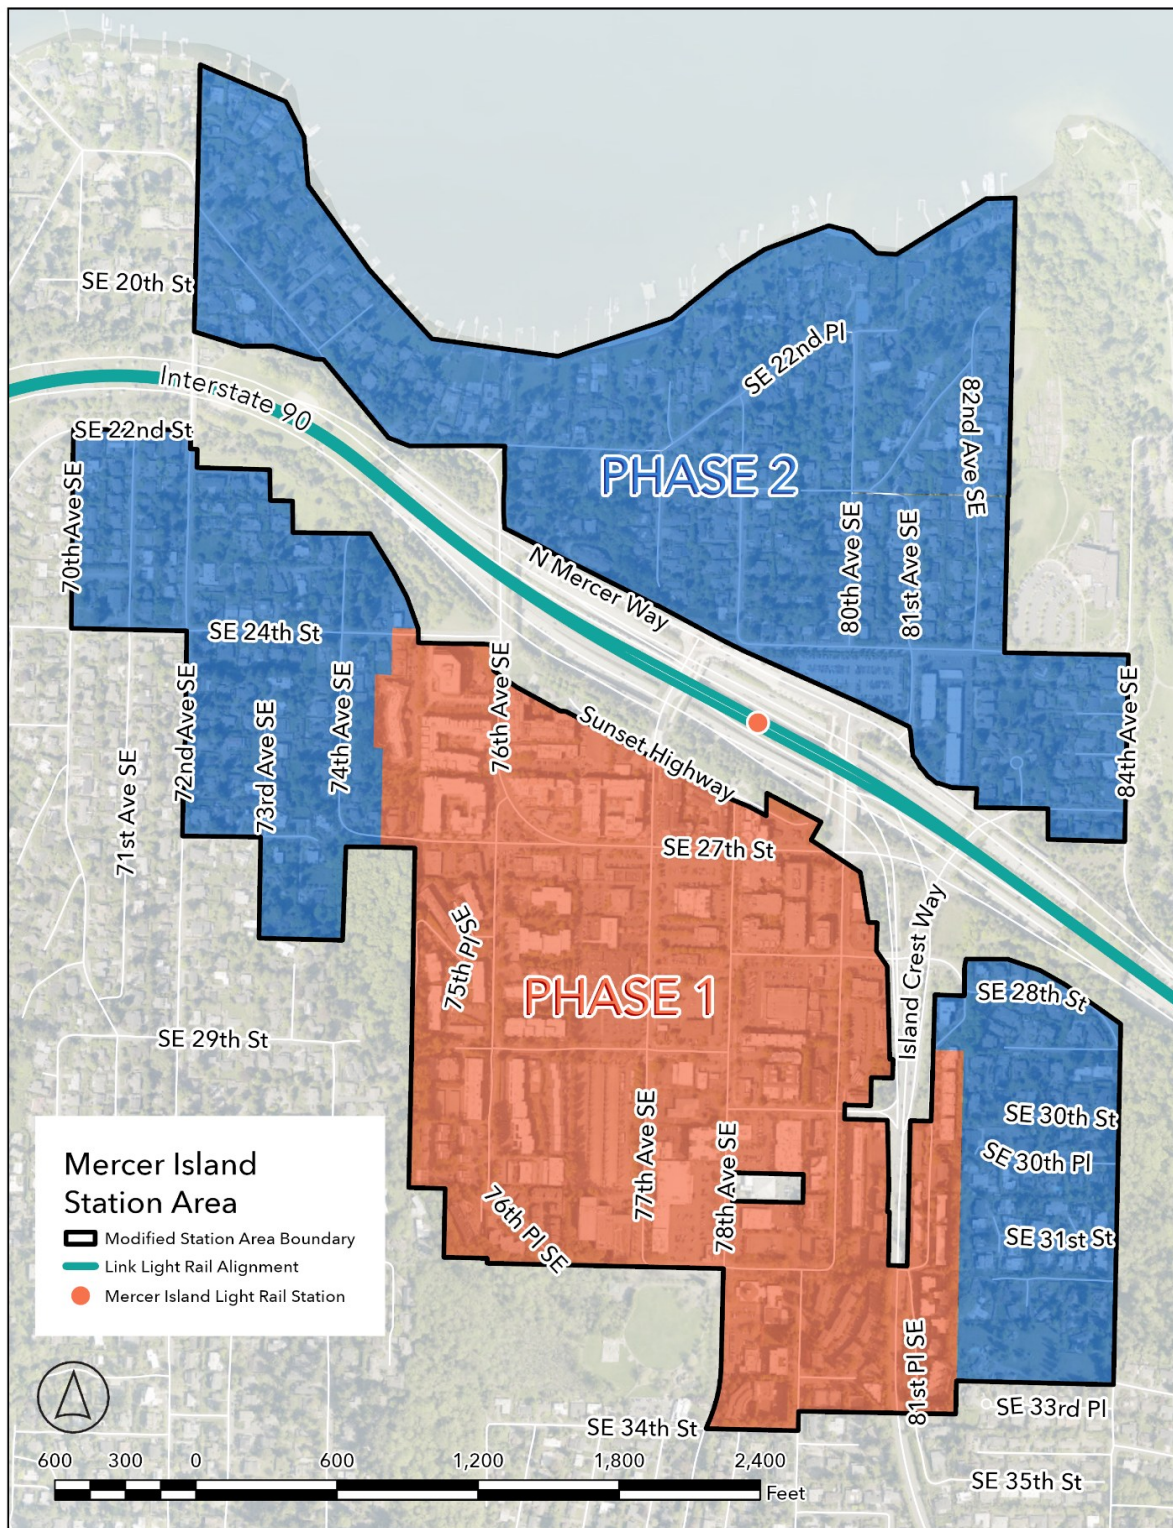 SE 20th St
Interstate 90
SE 22nd St
SE 22nd Pl
82nd Ave SE
PHASE 2
70th Ave SE
N Mercer Way
80th Ave SE
81st Ave SE
SE 24th St
76th Ave SE
72nd Ave SE
73rd Ave SE
74th Ave SE
71st Ave SE
Sunset Highway
84th Ave SE
SE 27th St
75th Pl SE
Island Crest Way
PHASE 1
SE 28th St
SE 29th St
77th Ave SE
78th Ave SE
SE 30th St
SE 30th Pl
76th Pl SE
SE 31st St
Mercer Island
Station Area
Modified Station Area Boundary
Link Light Rail Alignment
Mercer Island Light Rail Station
81st Pl SE
SE 33rd Pl
SE 34th St
SE 35th St
600 300 0 600 1,200 1,800 2,400
Feet